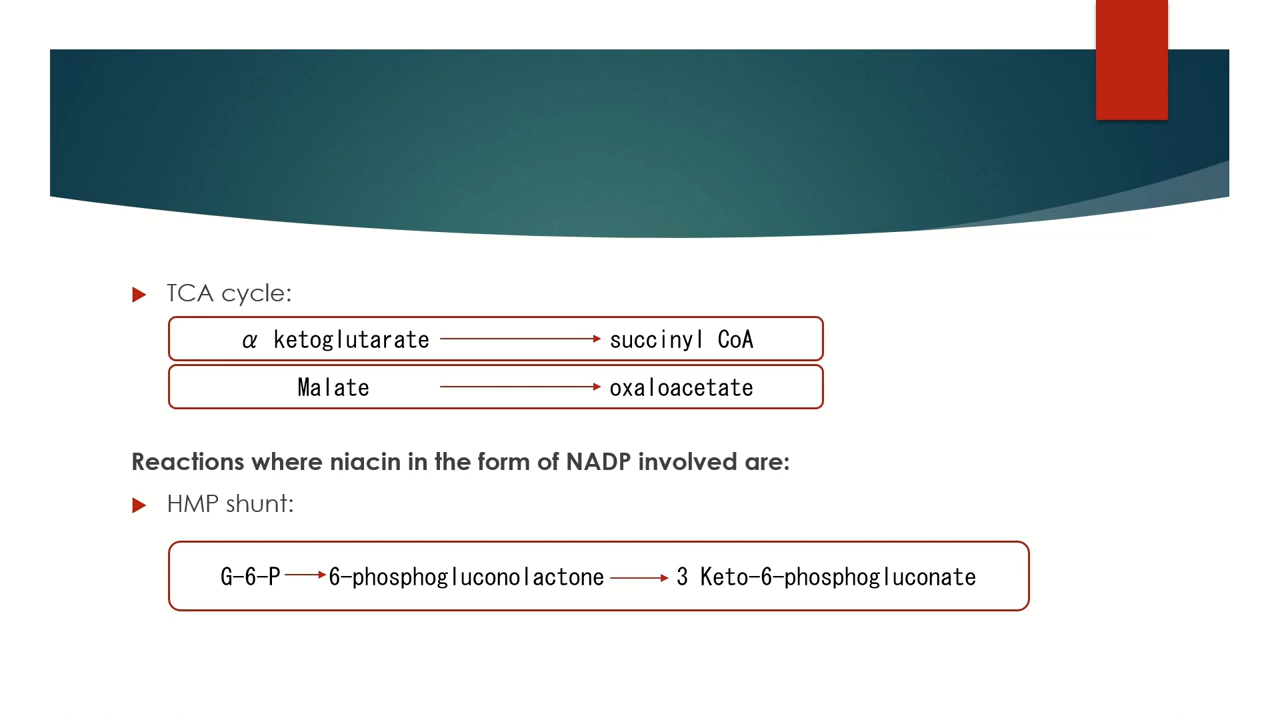 TCA cycle:
α ketoglutarate succinyl CoA
Malate oxaloacetate
Reactions where niacin in the form of NADP involved are:
HMP shunt:
G-6-P 6-phosphogluconolactone 3 Keto-6-phosphogluconate